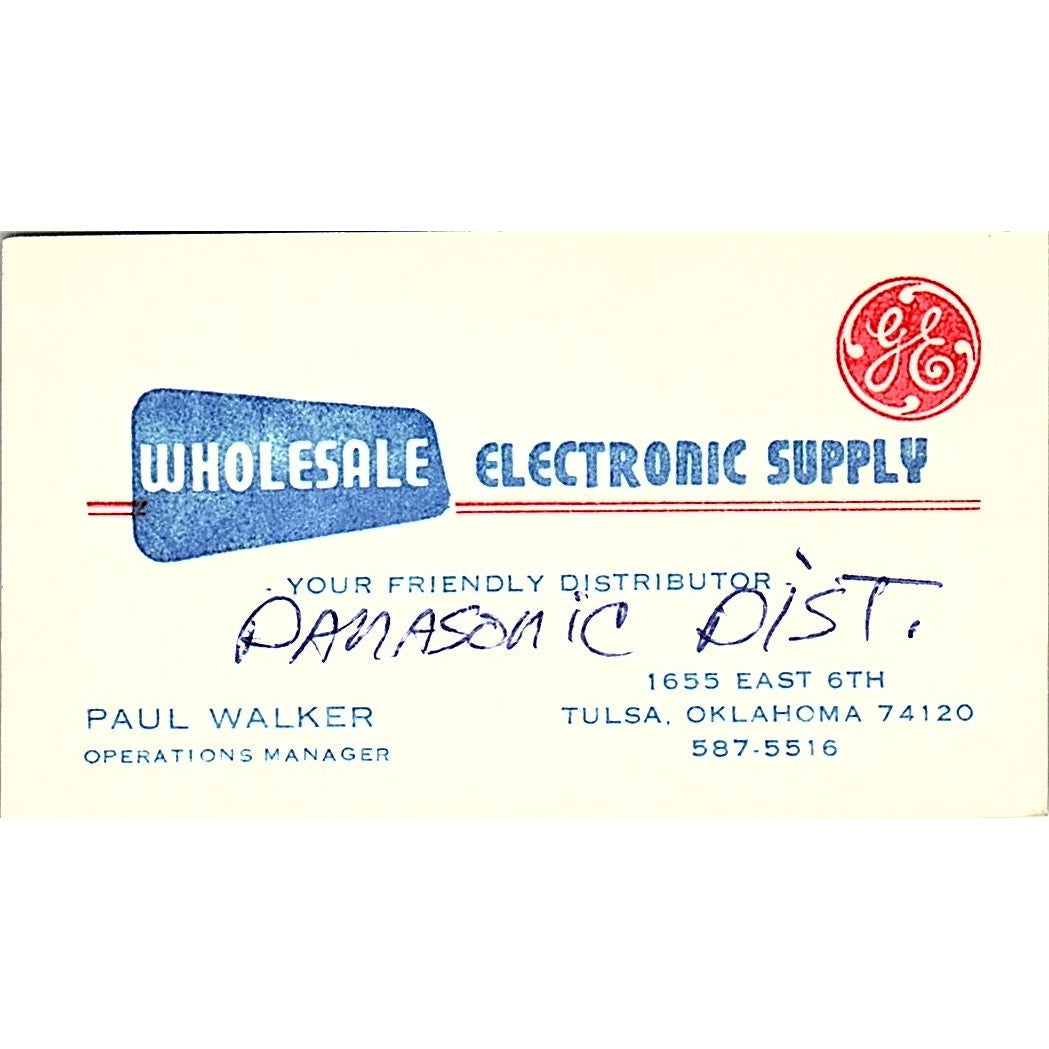 GE
WHOLESALE ELECTRONIC SUPPLY
- YOUR FRIENDLY DISTRIBUTOR -
PANASONIC DIST.
1655 EAST 6TH
PAUL WALKER TULSA, OKLAHOMA 74120
OPERATIONS MANAGER 587-5516